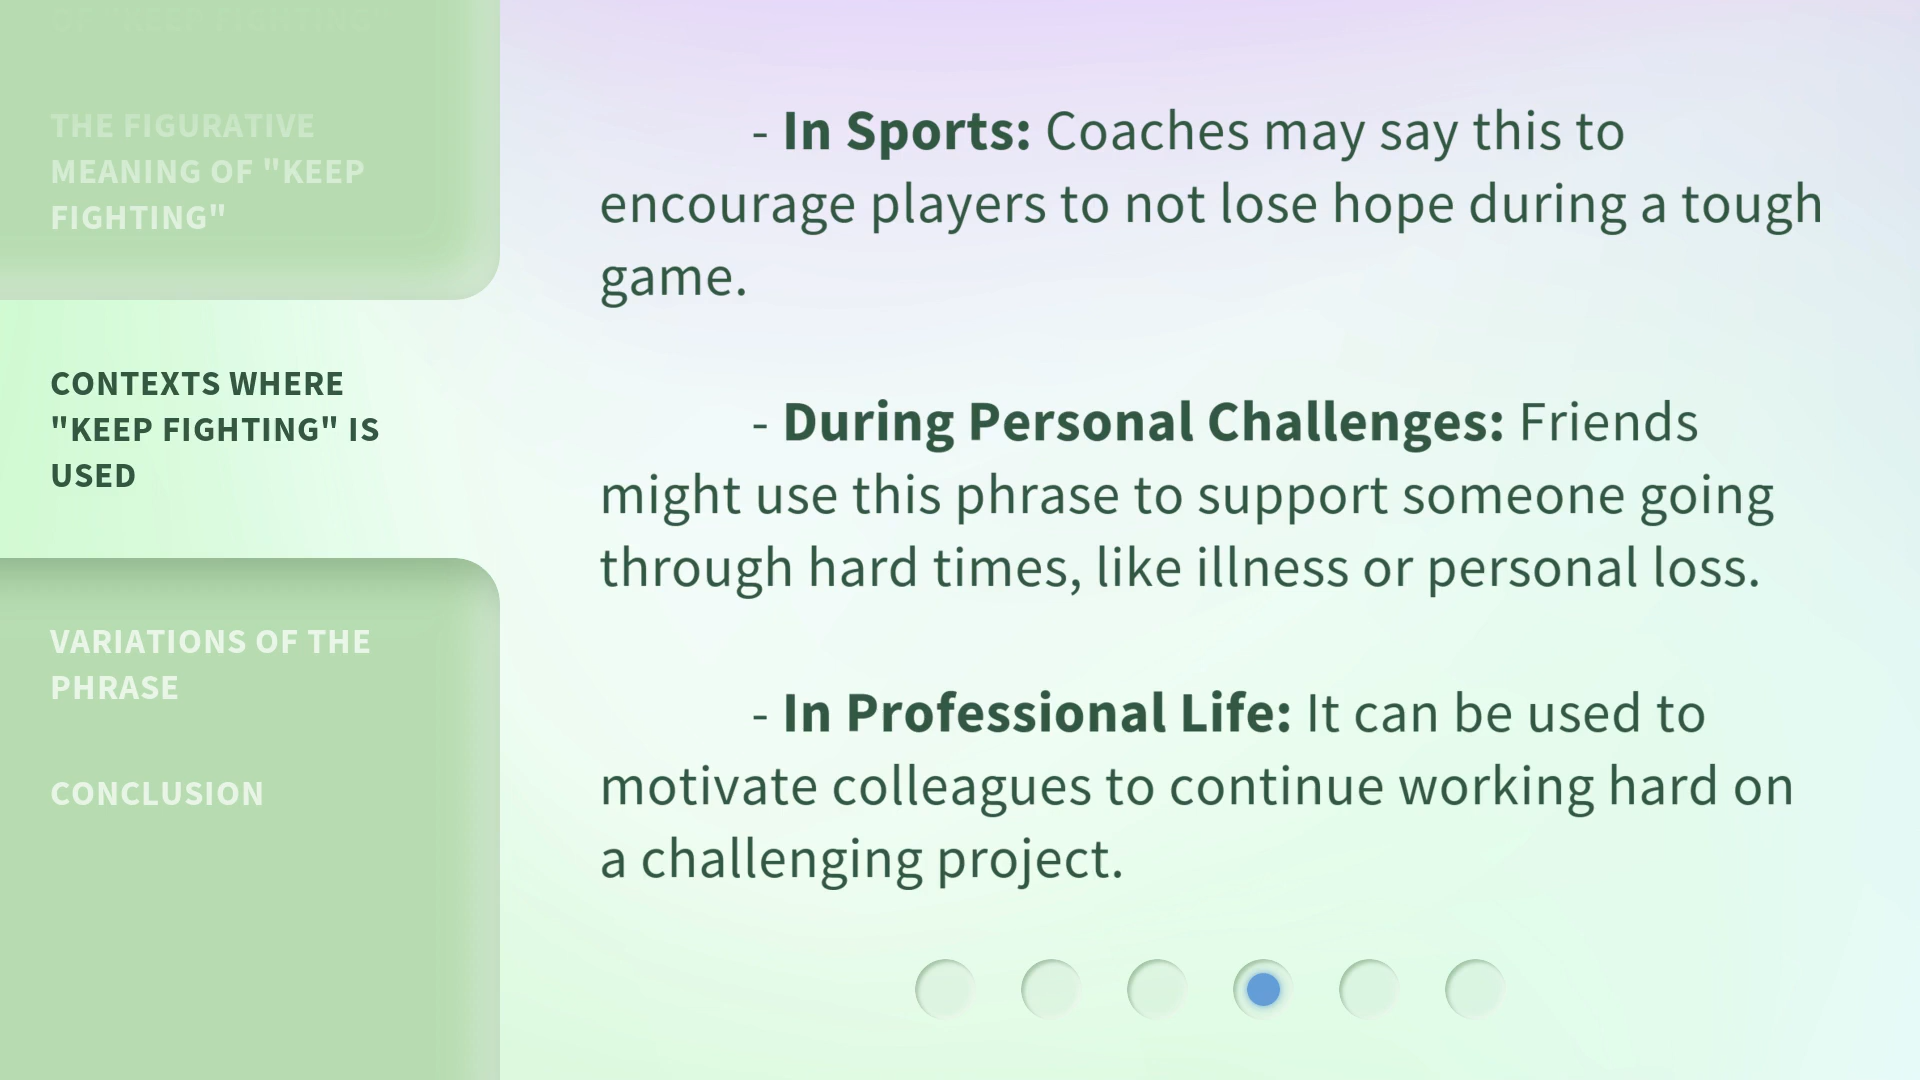 OF "KEEP FIGHTING"
THE FIGURATIVE
MEANING OF "KEEP
FIGHTING"
CONTEXTS WHERE
"KEEP FIGHTING" IS
USED
VARIATIONS OF THE
PHRASE
CONCLUSION
- In Sports: Coaches may say this to
encourage players to not lose hope during a tough
game.
- During Personal Challenges: Friends
might use this phrase to support someone going
through hard times, like illness or personal loss.
- In Professional Life: It can be used to
motivate colleagues to continue working hard on
a challenging project.